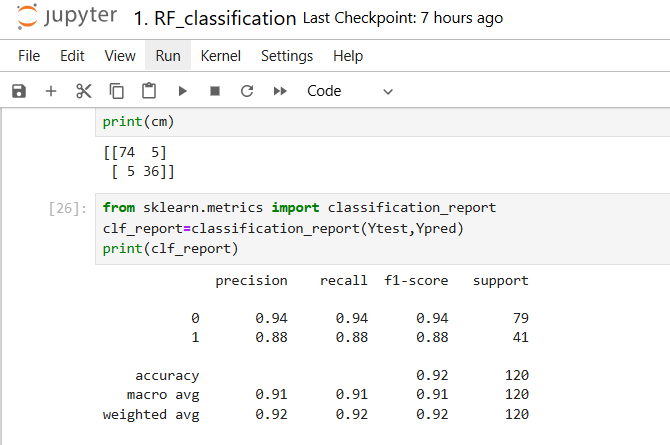 jupyter 1. RF_classification Last Checkpoint: 7 hours ago
File Edit View Run Kernel Settings Help
Code
print(cm)
[[74  5]
 [ 5 36]]
[26]: from sklearn.metrics import classification_report
clf_report=classification_report(Ytest,Ypred)
print(clf_report)
              precision    recall  f1-score   support
           0       0.94      0.94      0.94        79
           1       0.88      0.88      0.88        41
    accuracy                           0.92       120
   macro avg       0.91      0.91      0.91       120
weighted avg       0.92      0.92      0.92       120